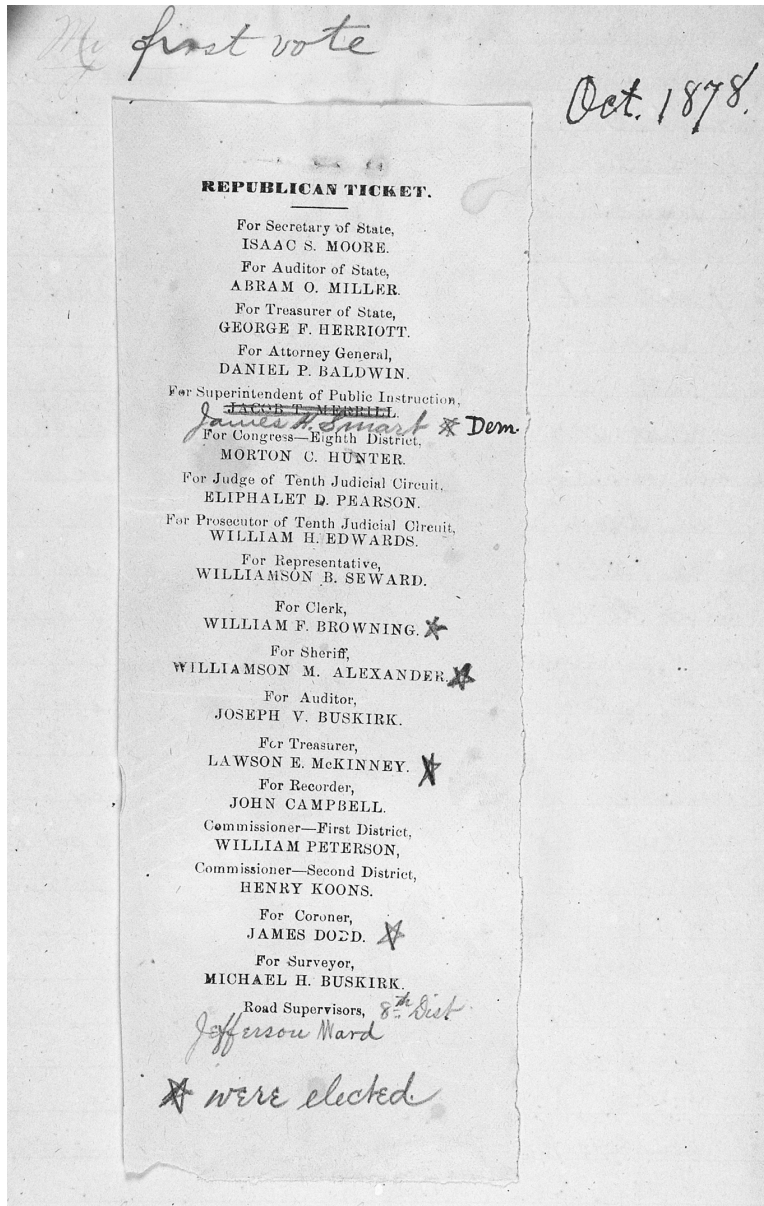 My first vote
Oct. 1878.
REPUBLICAN TICKET.
For Secretary of State,
ISAAC S. MOORE.
For Auditor of State,
ABRAM O. MILLER.
For Treasurer of State,
GEORGE F. HERRIOTT.
For Attorney General,
DANIEL P. BALDWIN.
For Superintendent of Public Instruction,
JACOB T. MERRILL.
James H. Smart ☆ Dem.
For Congress—Eighth District,
MORTON C. HUNTER.
For Judge of Tenth Judicial Circuit,
ELIPHALET D. PEARSON.
For Prosecutor of Tenth Judicial Circuit,
WILLIAM H. EDWARDS.
For Representative,
WILLIAMSON B. SEWARD.
For Clerk,
WILLIAM F. BROWNING. ☆
For Sheriff,
WILLIAMSON M. ALEXANDER. ☆
For Auditor,
JOSEPH V. BUSKIRK.
For Treasurer,
LAWSON E. McKINNEY. ☆
For Recorder,
JOHN CAMPBELL.
Commissioner—First District,
WILLIAM PETERSON,
Commissioner—Second District,
HENRY KOONS.
For Coroner,
JAMES DODD. ☆
For Surveyor,
MICHAEL H. BUSKIRK.
Road Supervisors, 8th Dist
Jefferson Ward
☆ were elected